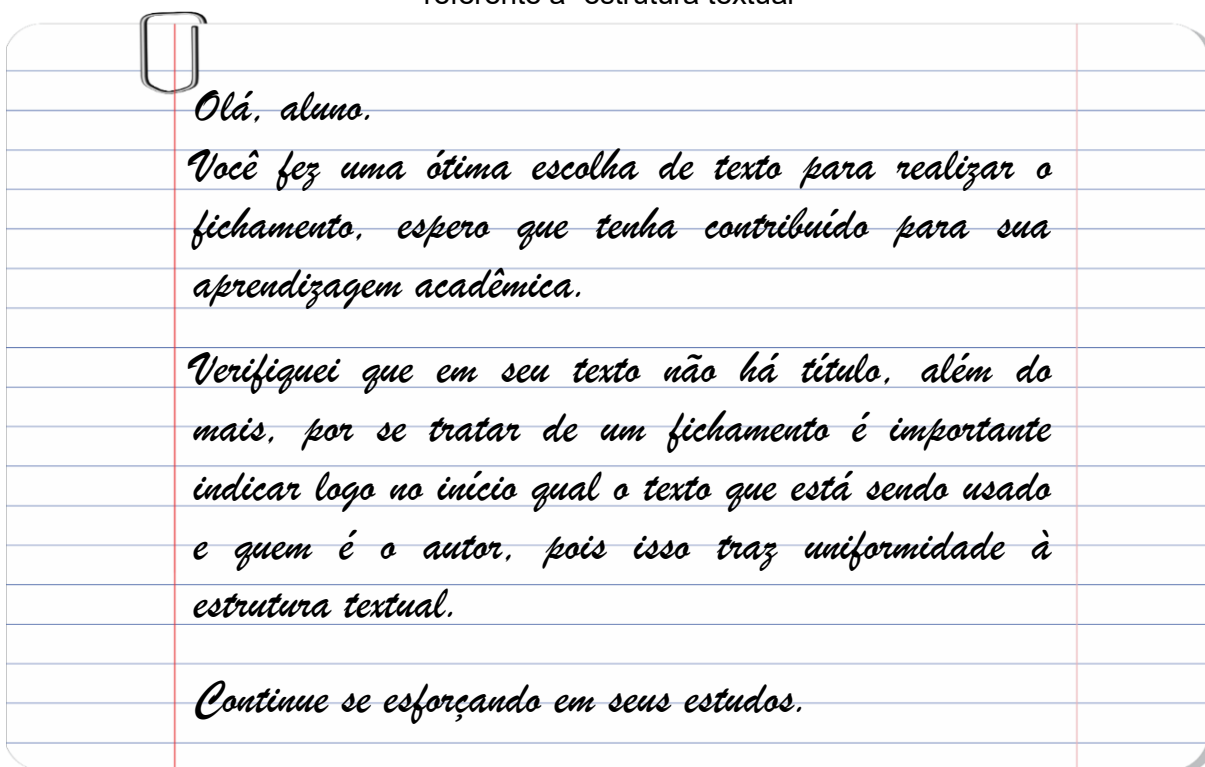 referente à "estrutura textual"
Olá, aluno.
Você fez uma ótima escolha de texto para realizar o
fichamento, espero que tenha contribuído para sua
aprendizagem acadêmica.
Verifiquei que em seu texto não há título, além do
mais, por se tratar de um fichamento é importante
indicar logo no início qual o texto que está sendo usado
e quem é o autor, pois isso traz uniformidade à
estrutura textual.
Continue se esforçando em seus estudos.